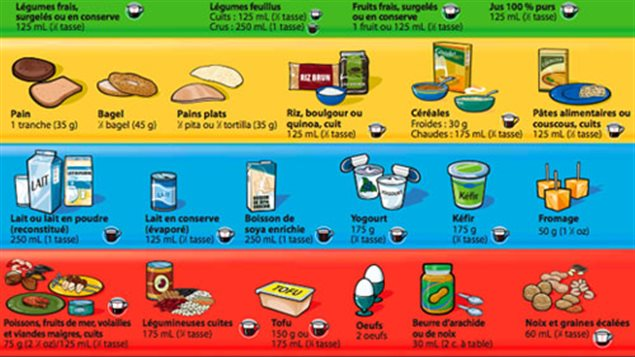 Légumes frais,
surgelés ou en conserve
125 mL (½ tasse)
Légumes feuillus
Cuits : 125 mL (½ tasse)
Crus : 250 mL (1 tasse)
Fruits frais, surgelés
ou en conserve
1 fruit ou 125 mL (½ tasse)
Jus 100 % purs
125 mL (½ tasse)
RIZ BRUN
Pain
1 tranche (35 g)
Bagel
½ bagel (45 g)
Pains plats
½ pita ou ½ tortilla (35 g)
Riz, boulgour ou
quinoa, cuit
125 mL (½ tasse)
Céréales
Froides : 30 g
Chaudes : 175 mL (¾ tasse)
Pâtes alimentaires ou
couscous, cuits
125 mL (½ tasse)
LAIT
BOISSON
DE SOYA
ENRICHIE
YOGOURT
Kéfir
Lait ou lait en poudre
(reconstitué)
250 mL (1 tasse)
Lait en conserve
(évaporé)
125 mL (½ tasse)
Boisson de
soya enrichie
250 mL (1 tasse)
Yogourt
175 g
(¾ tasse)
Kéfir
175 g
(¾ tasse)
Fromage
50 g (1 ½ oz)
TOFU
Poissons, fruits de mer, volailles
et viandes maigres, cuits
75 g (2 ½ oz)/125 mL (½ tasse)
Légumineuses cuites
175 mL (¾ tasse)
Tofu
150 g ou
175 mL (¾ tasse)
Oeufs
2 oeufs
Beurre d'arachide
ou de noix
30 mL (2 c. à table)
Noix et graines écalées
60 mL (¼ tasse)